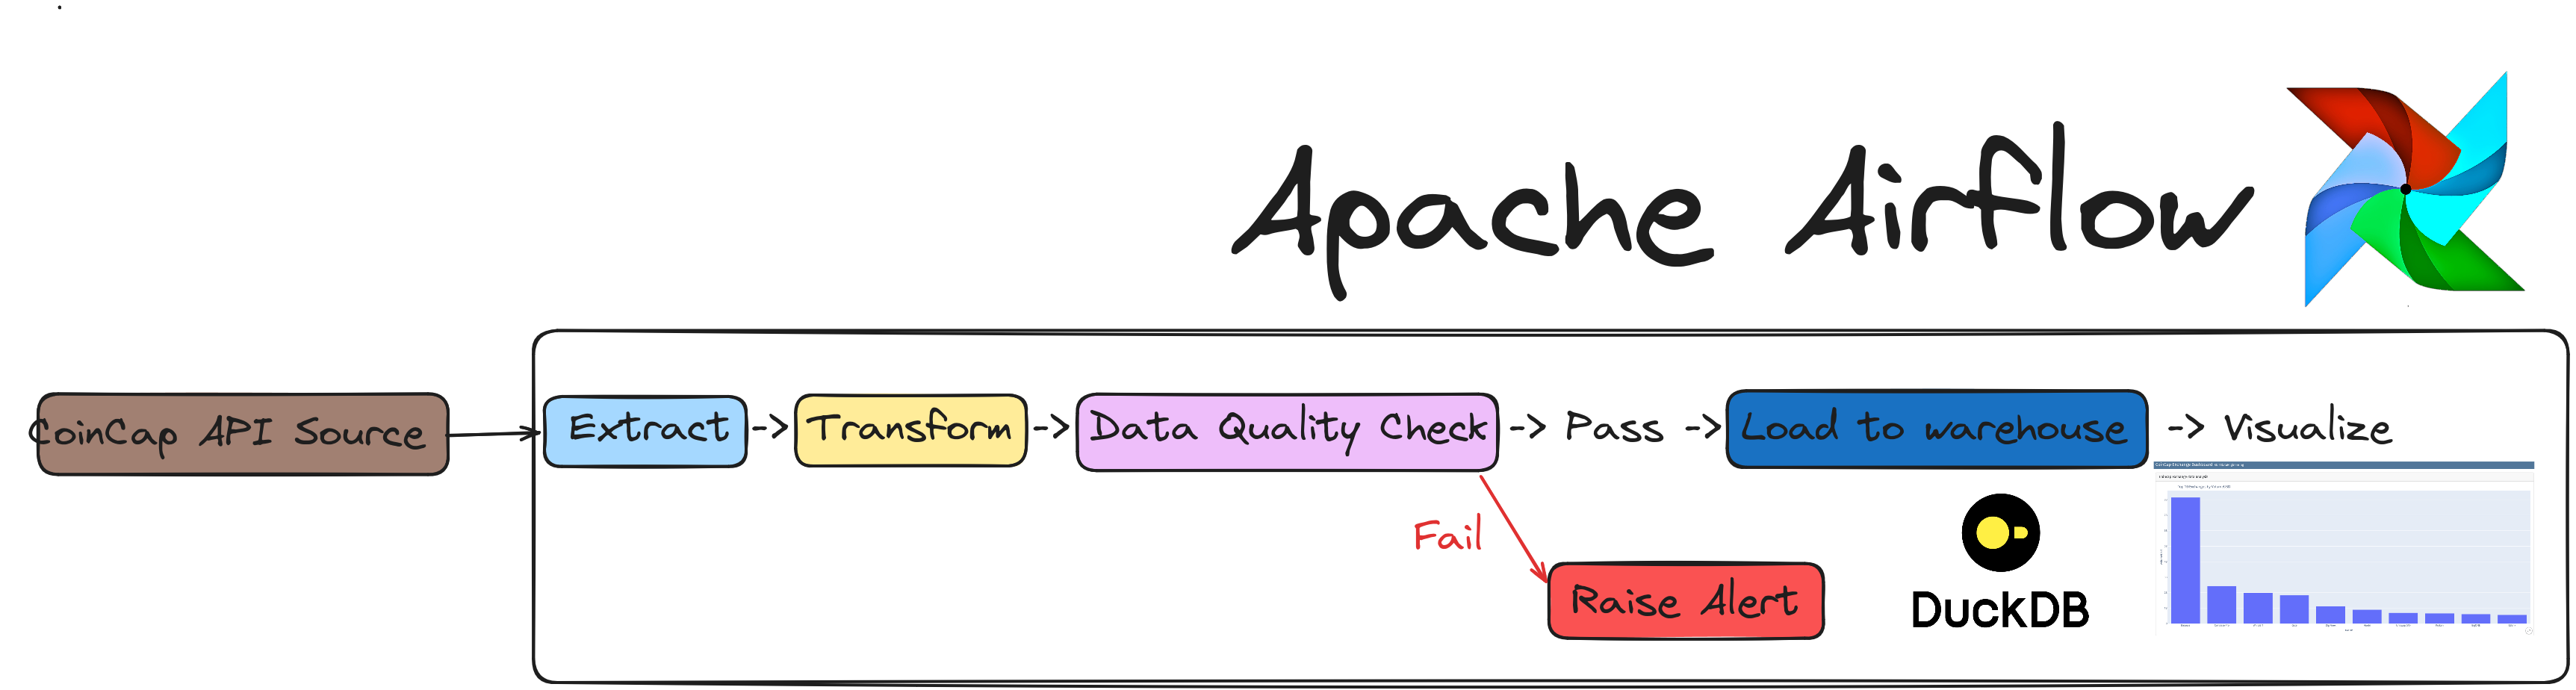 Apache Airflow
CoinCap API Source
Extract -> Transform -> Data Quality Check -> Pass -> Load to warehouse -> Visualize
Fail
Raise Alert
DuckDB